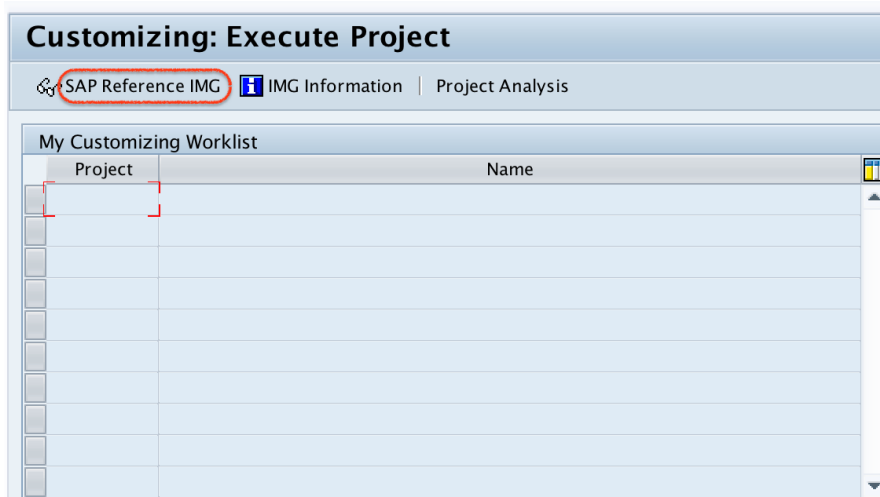 Customizing: Execute Project
SAP Reference IMG IMG Information Project Analysis
My Customizing Worklist
Project Name